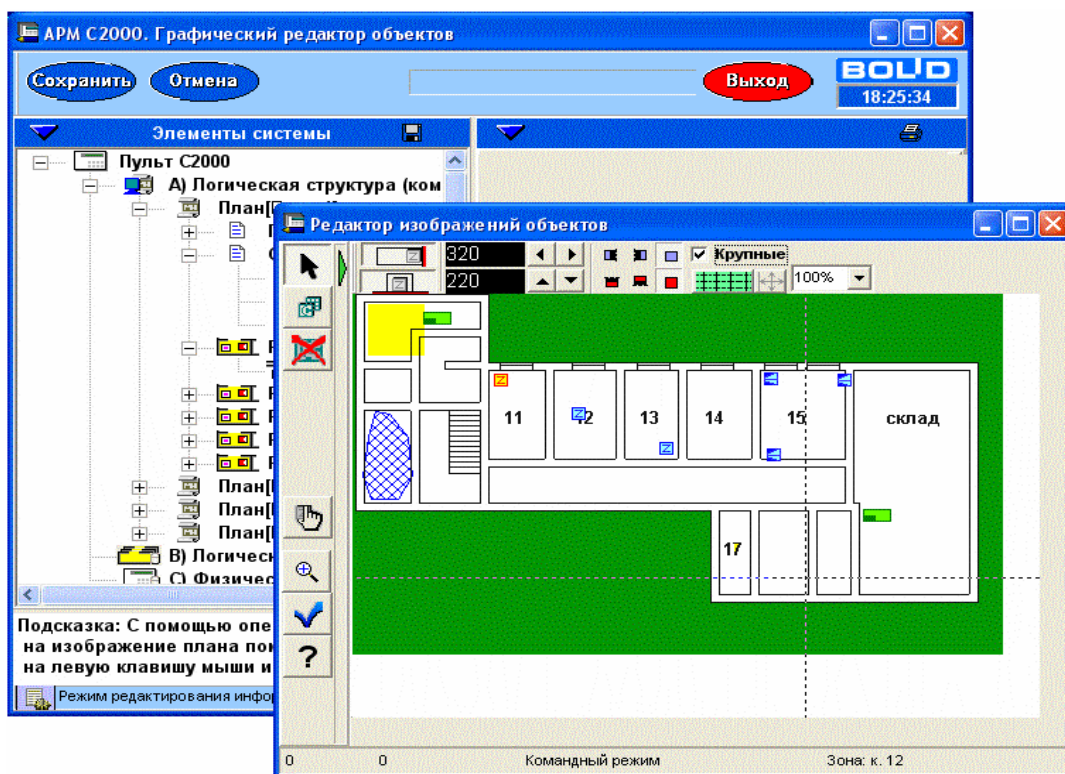 АРМ С2000. Графический редактор объектов
Сохранить Отмена Выход BOLID
18:25:34
Элементы системы
Пульт С2000
А) Логическая структура (ком
План[
Редактор изображений объектов
320 Крупные
220 100%
11 12 13 14 15 склад
17
План[
План[
План[
В) Логичес
С) Физичес
Подсказка: С помощью опе
на изображение плана по
на левую клавишу мыши и
Режим редактирования инфо
0 0 Командный режим Зона: к. 12